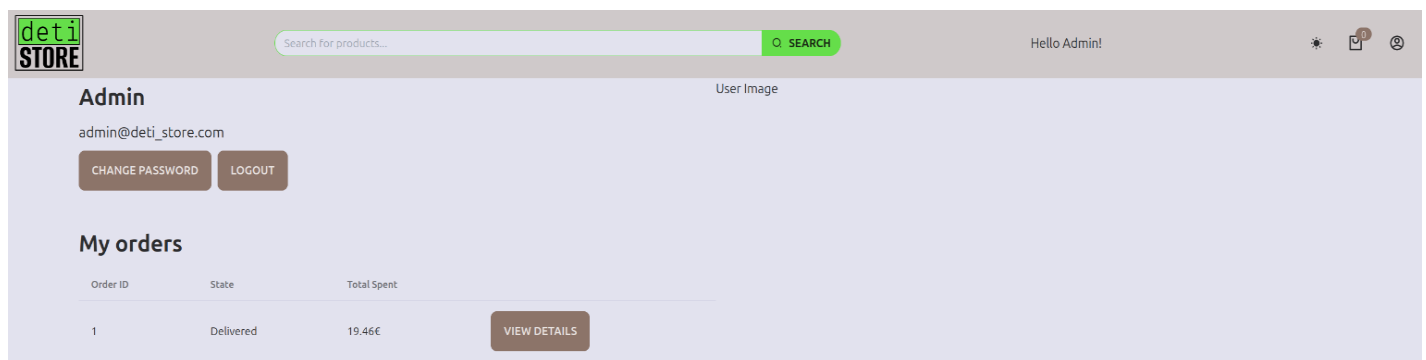 deti
STORE
Search for products...
SEARCH
Hello Admin!
0
Admin
User Image
admin@deti_store.com
CHANGE PASSWORD LOGOUT
My orders
Order ID State Total Spent
1 Delivered 19.46€ VIEW DETAILS